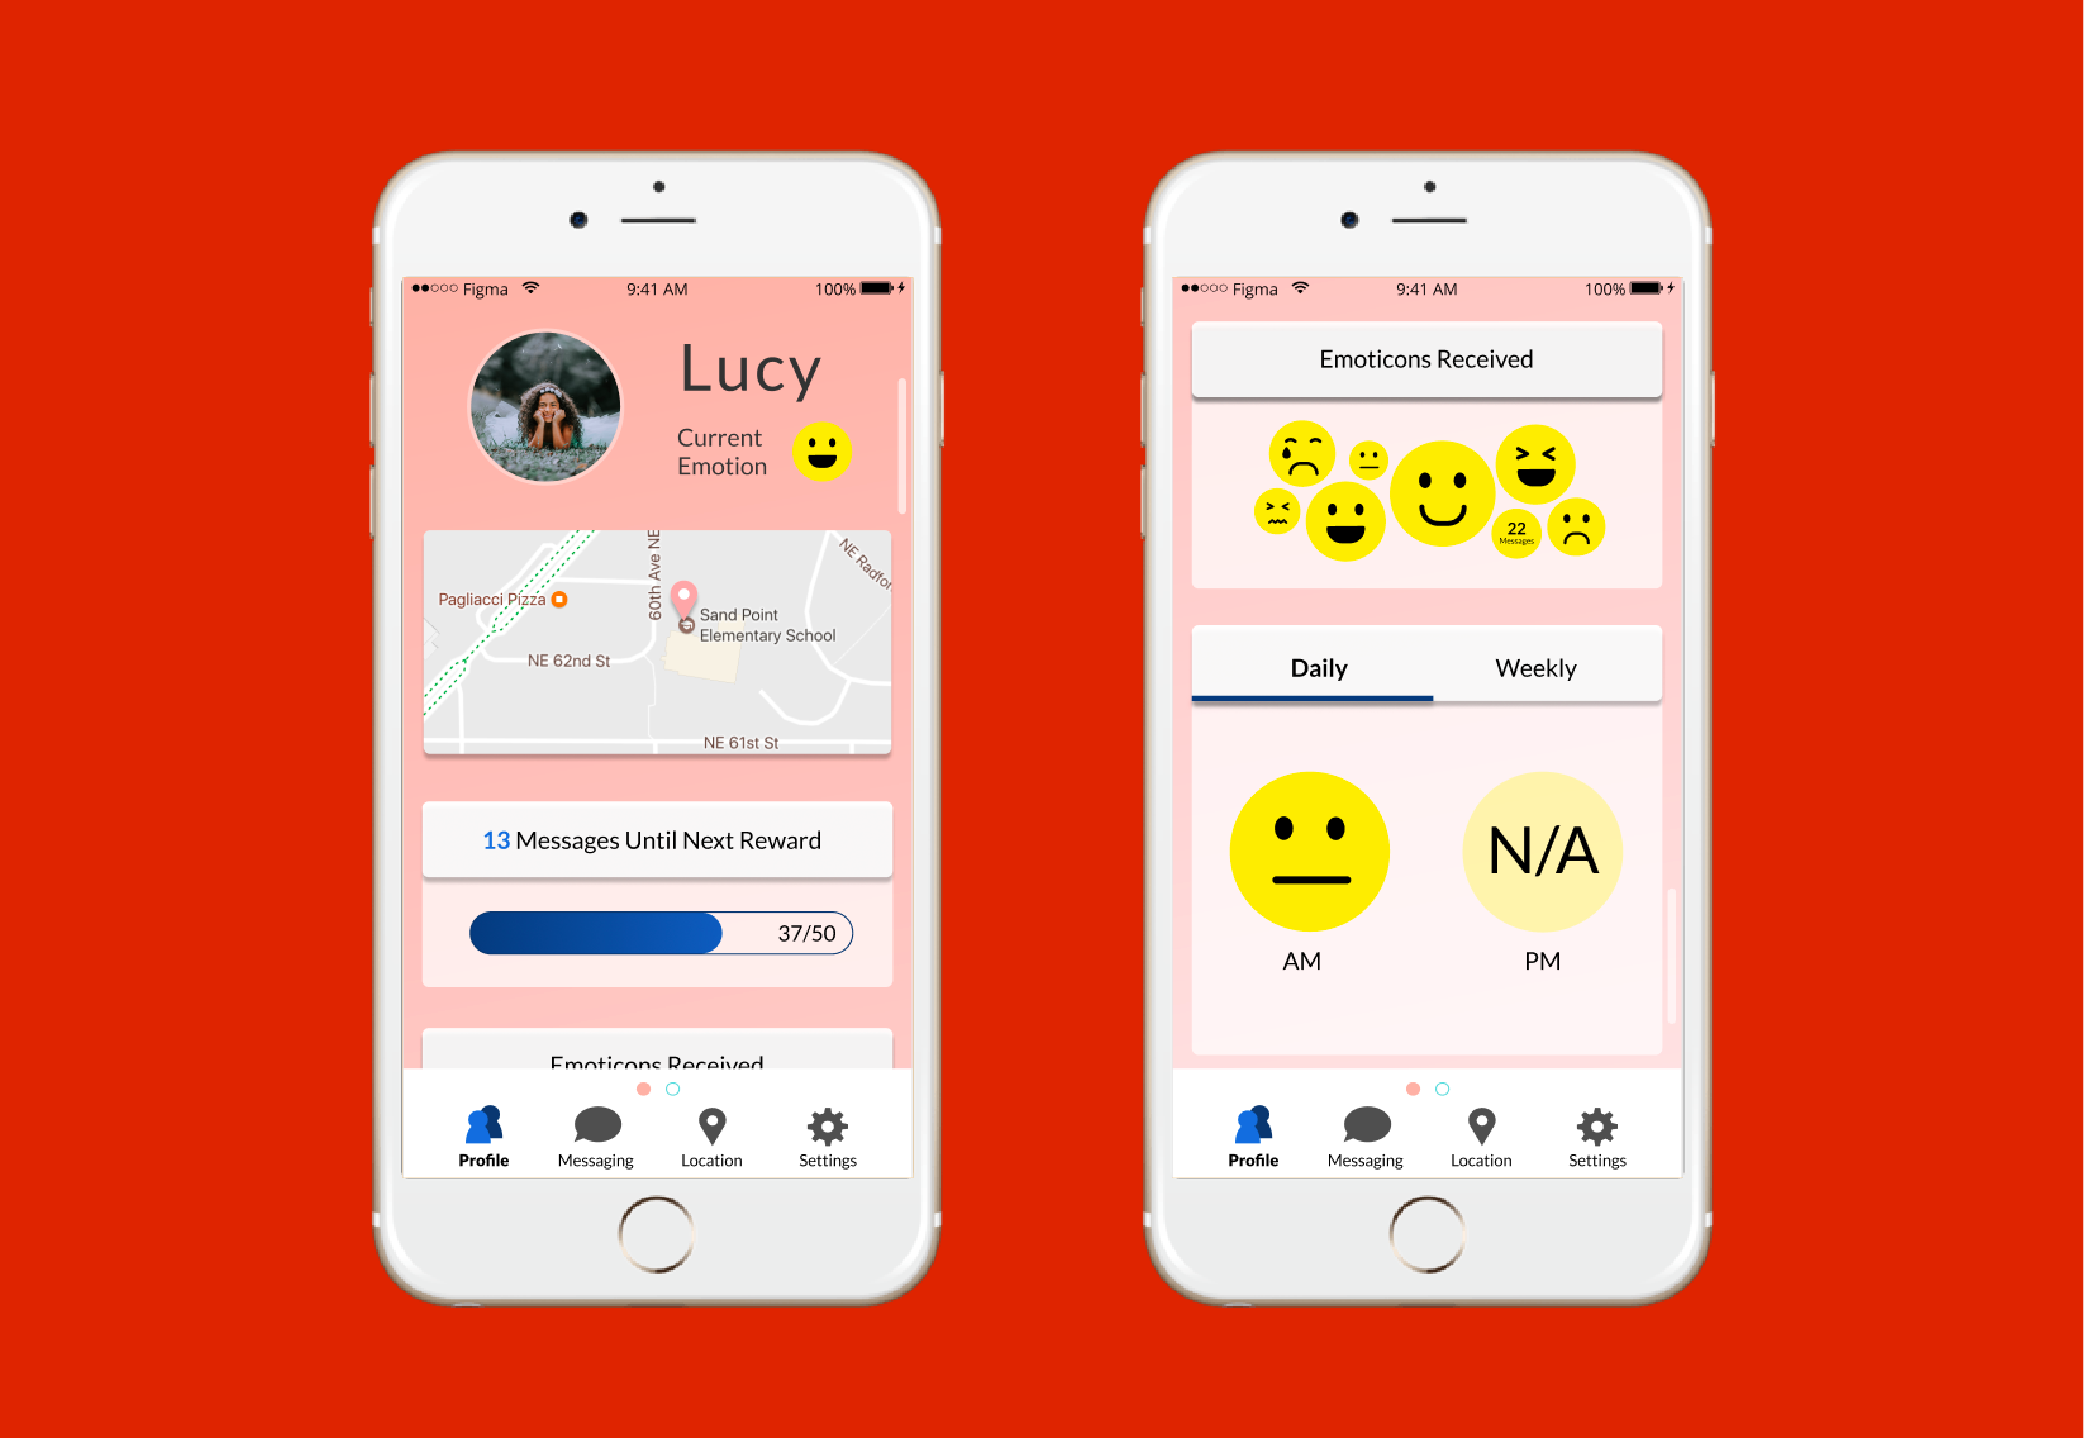 Figma 9:41 AM 100%
Lucy
Current
Emotion
60th Ave NE
NE Radfor
Pagliacci Pizza
Sand Point
Elementary School
NE 62nd St
NE 61st St
13 Messages Until Next Reward
37/50
Emoticons Received
Profile Messaging Location Settings
Figma 9:41 AM 100%
Emoticons Received
22
Messages
Daily Weekly
N/A
AM PM
Profile Messaging Location Settings